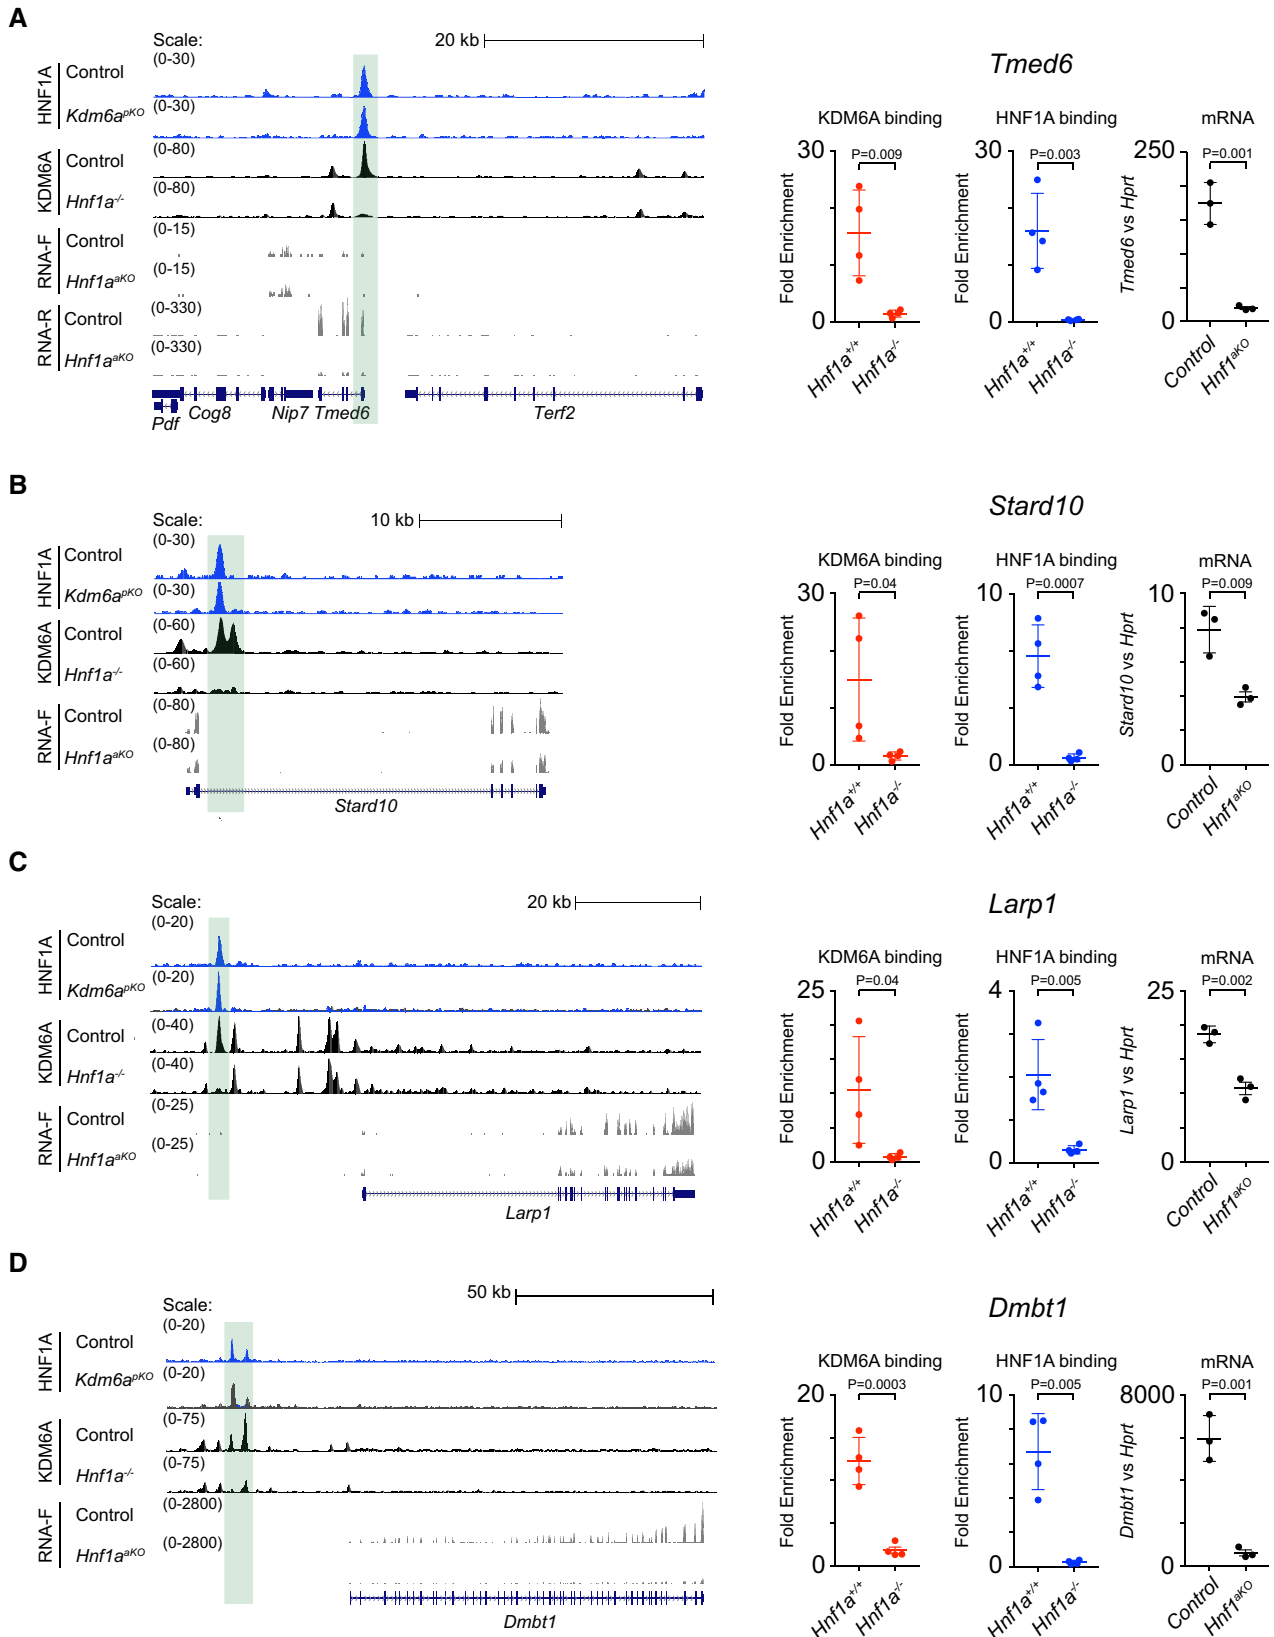 A
Scale:
20 kb
HNF1A
Control
(0-30)
Kdm6a^pKO
(0-30)
KDM6A
Control
(0-80)
Hnf1a^-/-
(0-80)
RNA-F
Control
(0-15)
Hnf1a^aKO
(0-15)
RNA-R
Control
(0-330)
Hnf1a^aKO
(0-330)
Pdf
Cog8
Nip7
Tmed6
Terf2
Tmed6
KDM6A binding
Fold Enrichment
30
0
P=0.009
Hnf1a^+/+
Hnf1a^-/-
HNF1A binding
Fold Enrichment
30
0
P=0.003
Hnf1a^+/+
Hnf1a^-/-
mRNA
Tmed6 vs Hprt
250
0
P=0.001
Control
Hnf1^aKO
B
Scale:
10 kb
HNF1A
Control
(0-30)
Kdm6a^pKO
(0-30)
KDM6A
Control
(0-60)
Hnf1a^-/-
(0-60)
RNA-F
Control
(0-80)
Hnf1a^aKO
(0-80)
Stard10
Stard10
KDM6A binding
Fold Enrichment
30
0
P=0.04
Hnf1a^+/+
Hnf1a^-/-
HNF1A binding
Fold Enrichment
10
0
P=0.0007
Hnf1a^+/+
Hnf1a^-/-
mRNA
Stard10 vs Hprt
10
0
P=0.009
Control
Hnf1^aKO
C
Scale:
20 kb
HNF1A
Control
(0-20)
Kdm6a^pKO
(0-20)
KDM6A
Control
(0-40)
Hnf1a^-/-
(0-40)
RNA-F
Control
(0-25)
Hnf1a^aKO
(0-25)
Larp1
Larp1
KDM6A binding
Fold Enrichment
25
0
P=0.04
Hnf1a^+/+
Hnf1a^-/-
HNF1A binding
Fold Enrichment
4
0
P=0.005
Hnf1a^+/+
Hnf1a^-/-
mRNA
Larp1 vs Hprt
25
0
P=0.002
Control
Hnf1^aKO
D
Scale:
50 kb
HNF1A
Control
(0-20)
Kdm6a^pKO
(0-20)
KDM6A
Control
(0-75)
Hnf1a^-/-
(0-75)
RNA-F
Control
(0-2800)
Hnf1a^aKO
(0-2800)
Dmbt1
Dmbt1
KDM6A binding
Fold Enrichment
20
0
P=0.0003
Hnf1a^+/+
Hnf1a^-/-
HNF1A binding
Fold Enrichment
10
0
P=0.005
Hnf1a^+/+
Hnf1a^-/-
mRNA
Dmbt1 vs Hprt
8000
0
P=0.001
Control
Hnf1^aKO